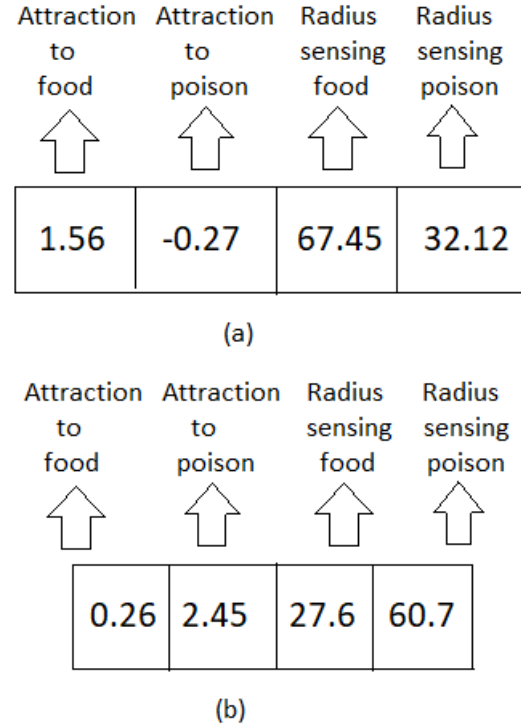 Attraction Attraction Radius Radius
to to sensing sensing
food poison food poison
1.56 -0.27 67.45 32.12
(a)
Attraction Attraction Radius Radius
to to sensing sensing
food poison food poison
0.26 2.45 27.6 60.7
(b)